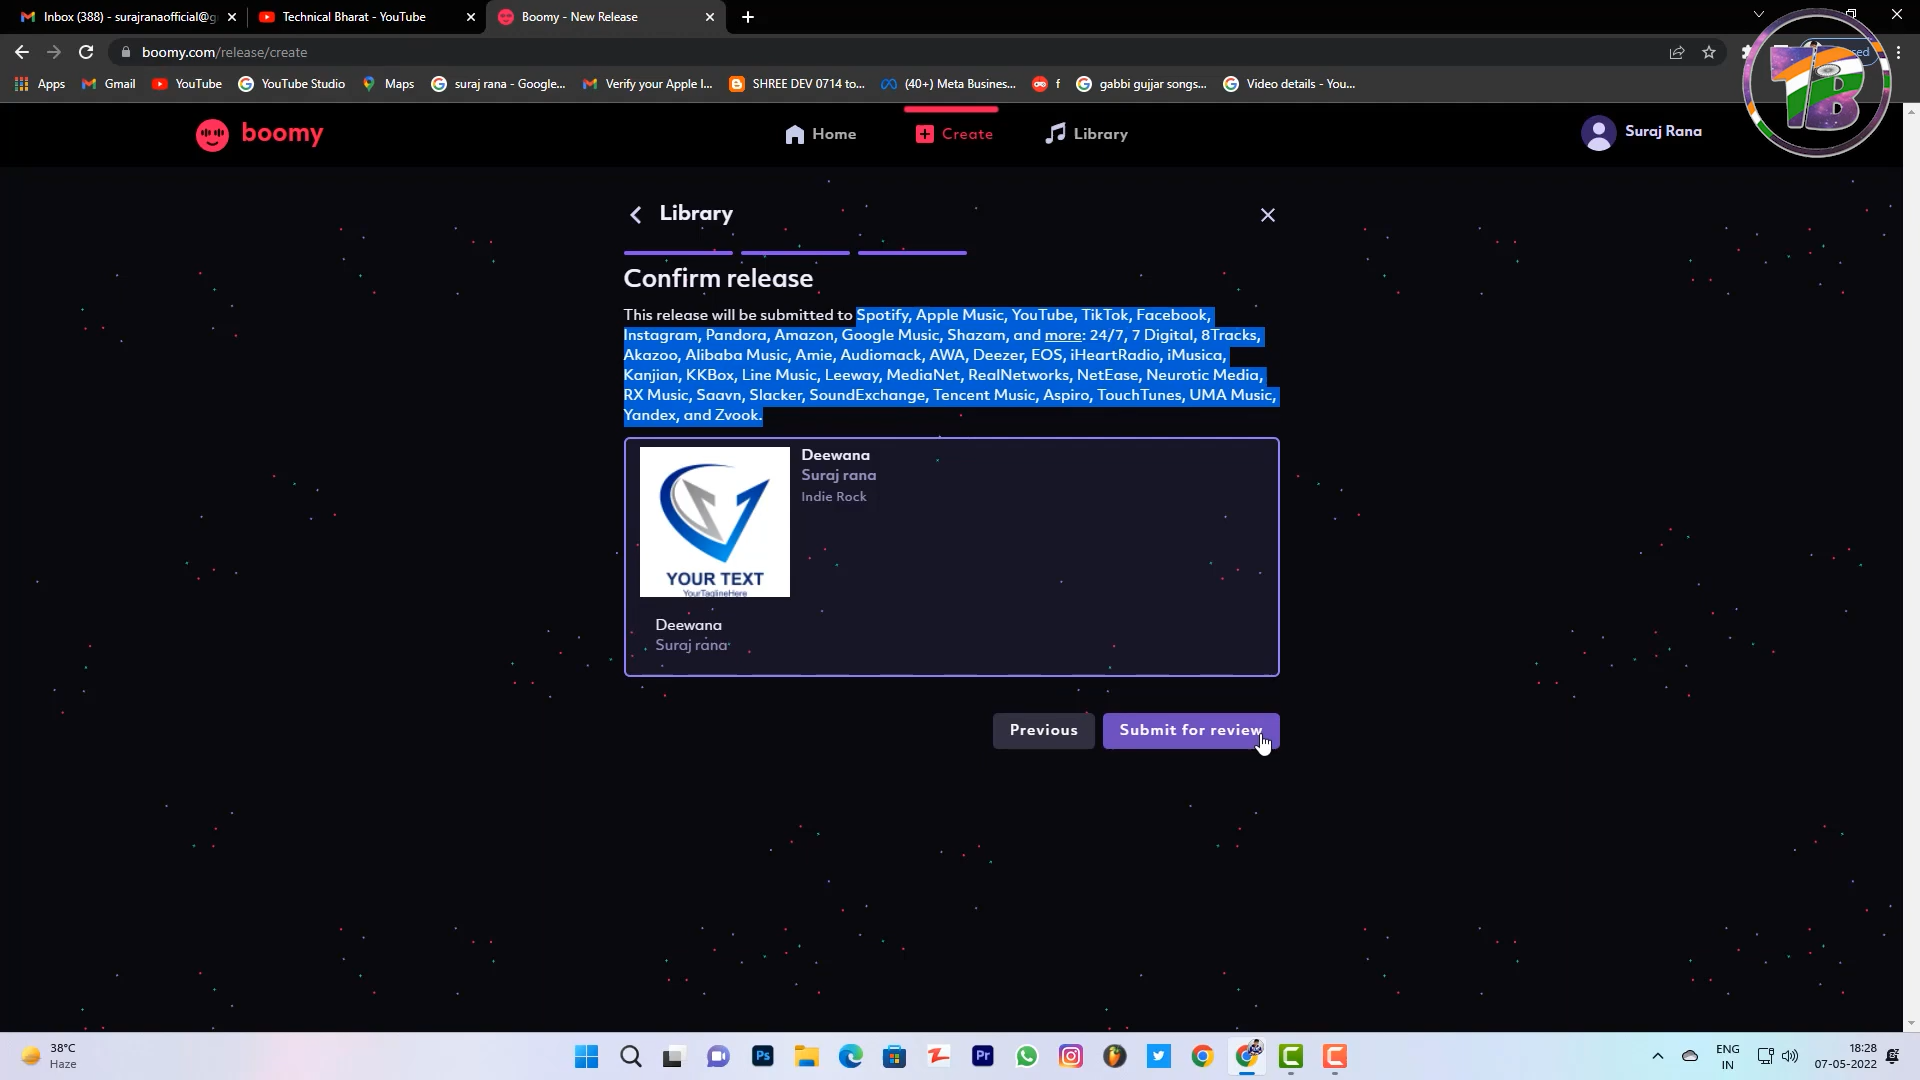 Inbox (388) - surajranaofficial@g
Technical Bharat - YouTube
Boomy - New Release
boomy.com/release/create
Apps
Gmail
YouTube
YouTube Studio
Maps
suraj rana - Google...
Verify your Apple I...
SHREE DEV 0714 to...
(40+) Meta Business...
f
gabbi gujjar songs...
Video details - You...
boomy
Home
Create
Library
Suraj Rana
Library
Confirm release
This release will be submitted to Spotify, Apple Music, YouTube, TikTok, Facebook,
Instagram, Pandora, Amazon, Google Music, Shazam, and more: 24/7, 7 Digital, 8Tracks,
Akazoo, Alibaba Music, Amie, Audiomack, AWA, Deezer, EOS, iHeartRadio, iMusica,
Kanjian, KKBox, Line Music, Leeway, MediaNet, RealNetworks, NetEase, Neurotic Media,
RX Music, Saavn, Slacker, SoundExchange, Tencent Music, Aspiro, TouchTunes, UMA Music,
Yandex, and Zvook.
YOUR TEXT
YourTaglineHere
Deewana
Suraj rana
Indie Rock
Deewana
Suraj rana
Previous
Submit for review
38°C
Haze
Ps
Pr
ENG
IN
18:28
07-05-2022